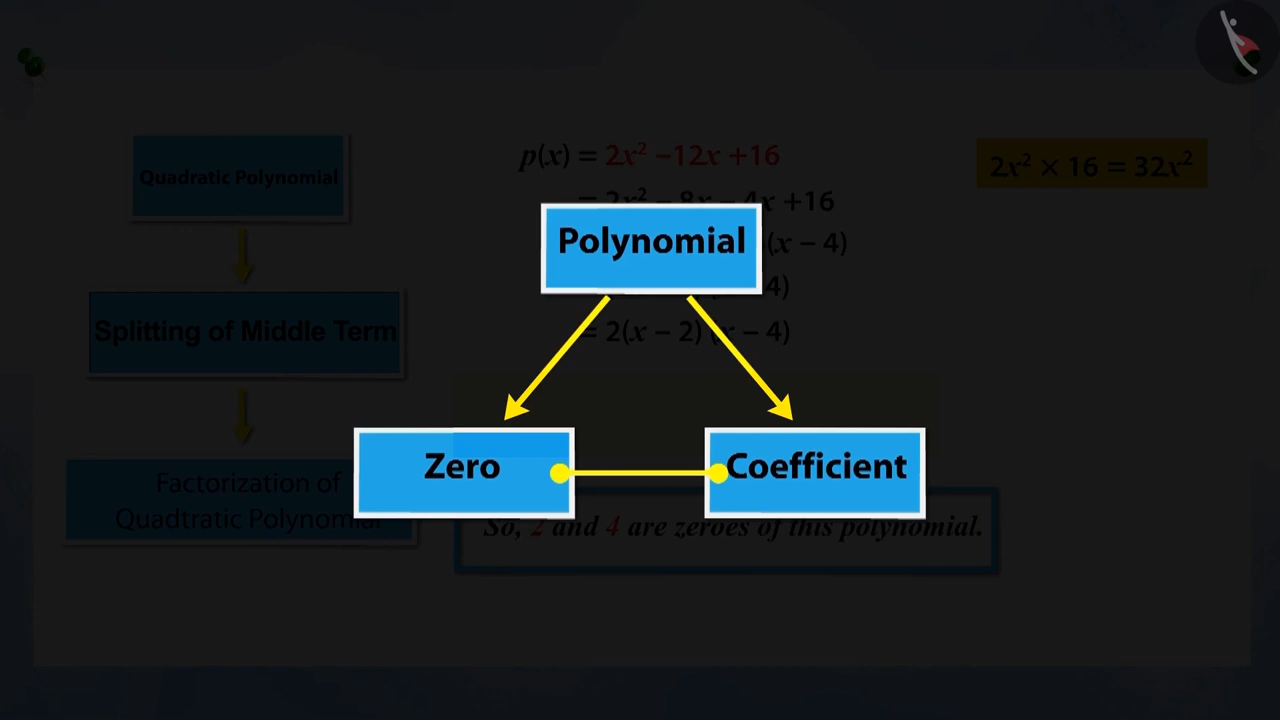 Quadratic Polynomial
Splitting of Middle Term
Factorization of
Quadtratic Polynomial
p(x) = 2x² −12x +16
= 2x² − 8x − 4x +16
(x − 4)
4)
= 2(x − 2) (x − 4)
2x² × 16 = 32x²
Polynomial
Zero
Coefficient
So, 2 and 4 are zeroes of this polynomial.